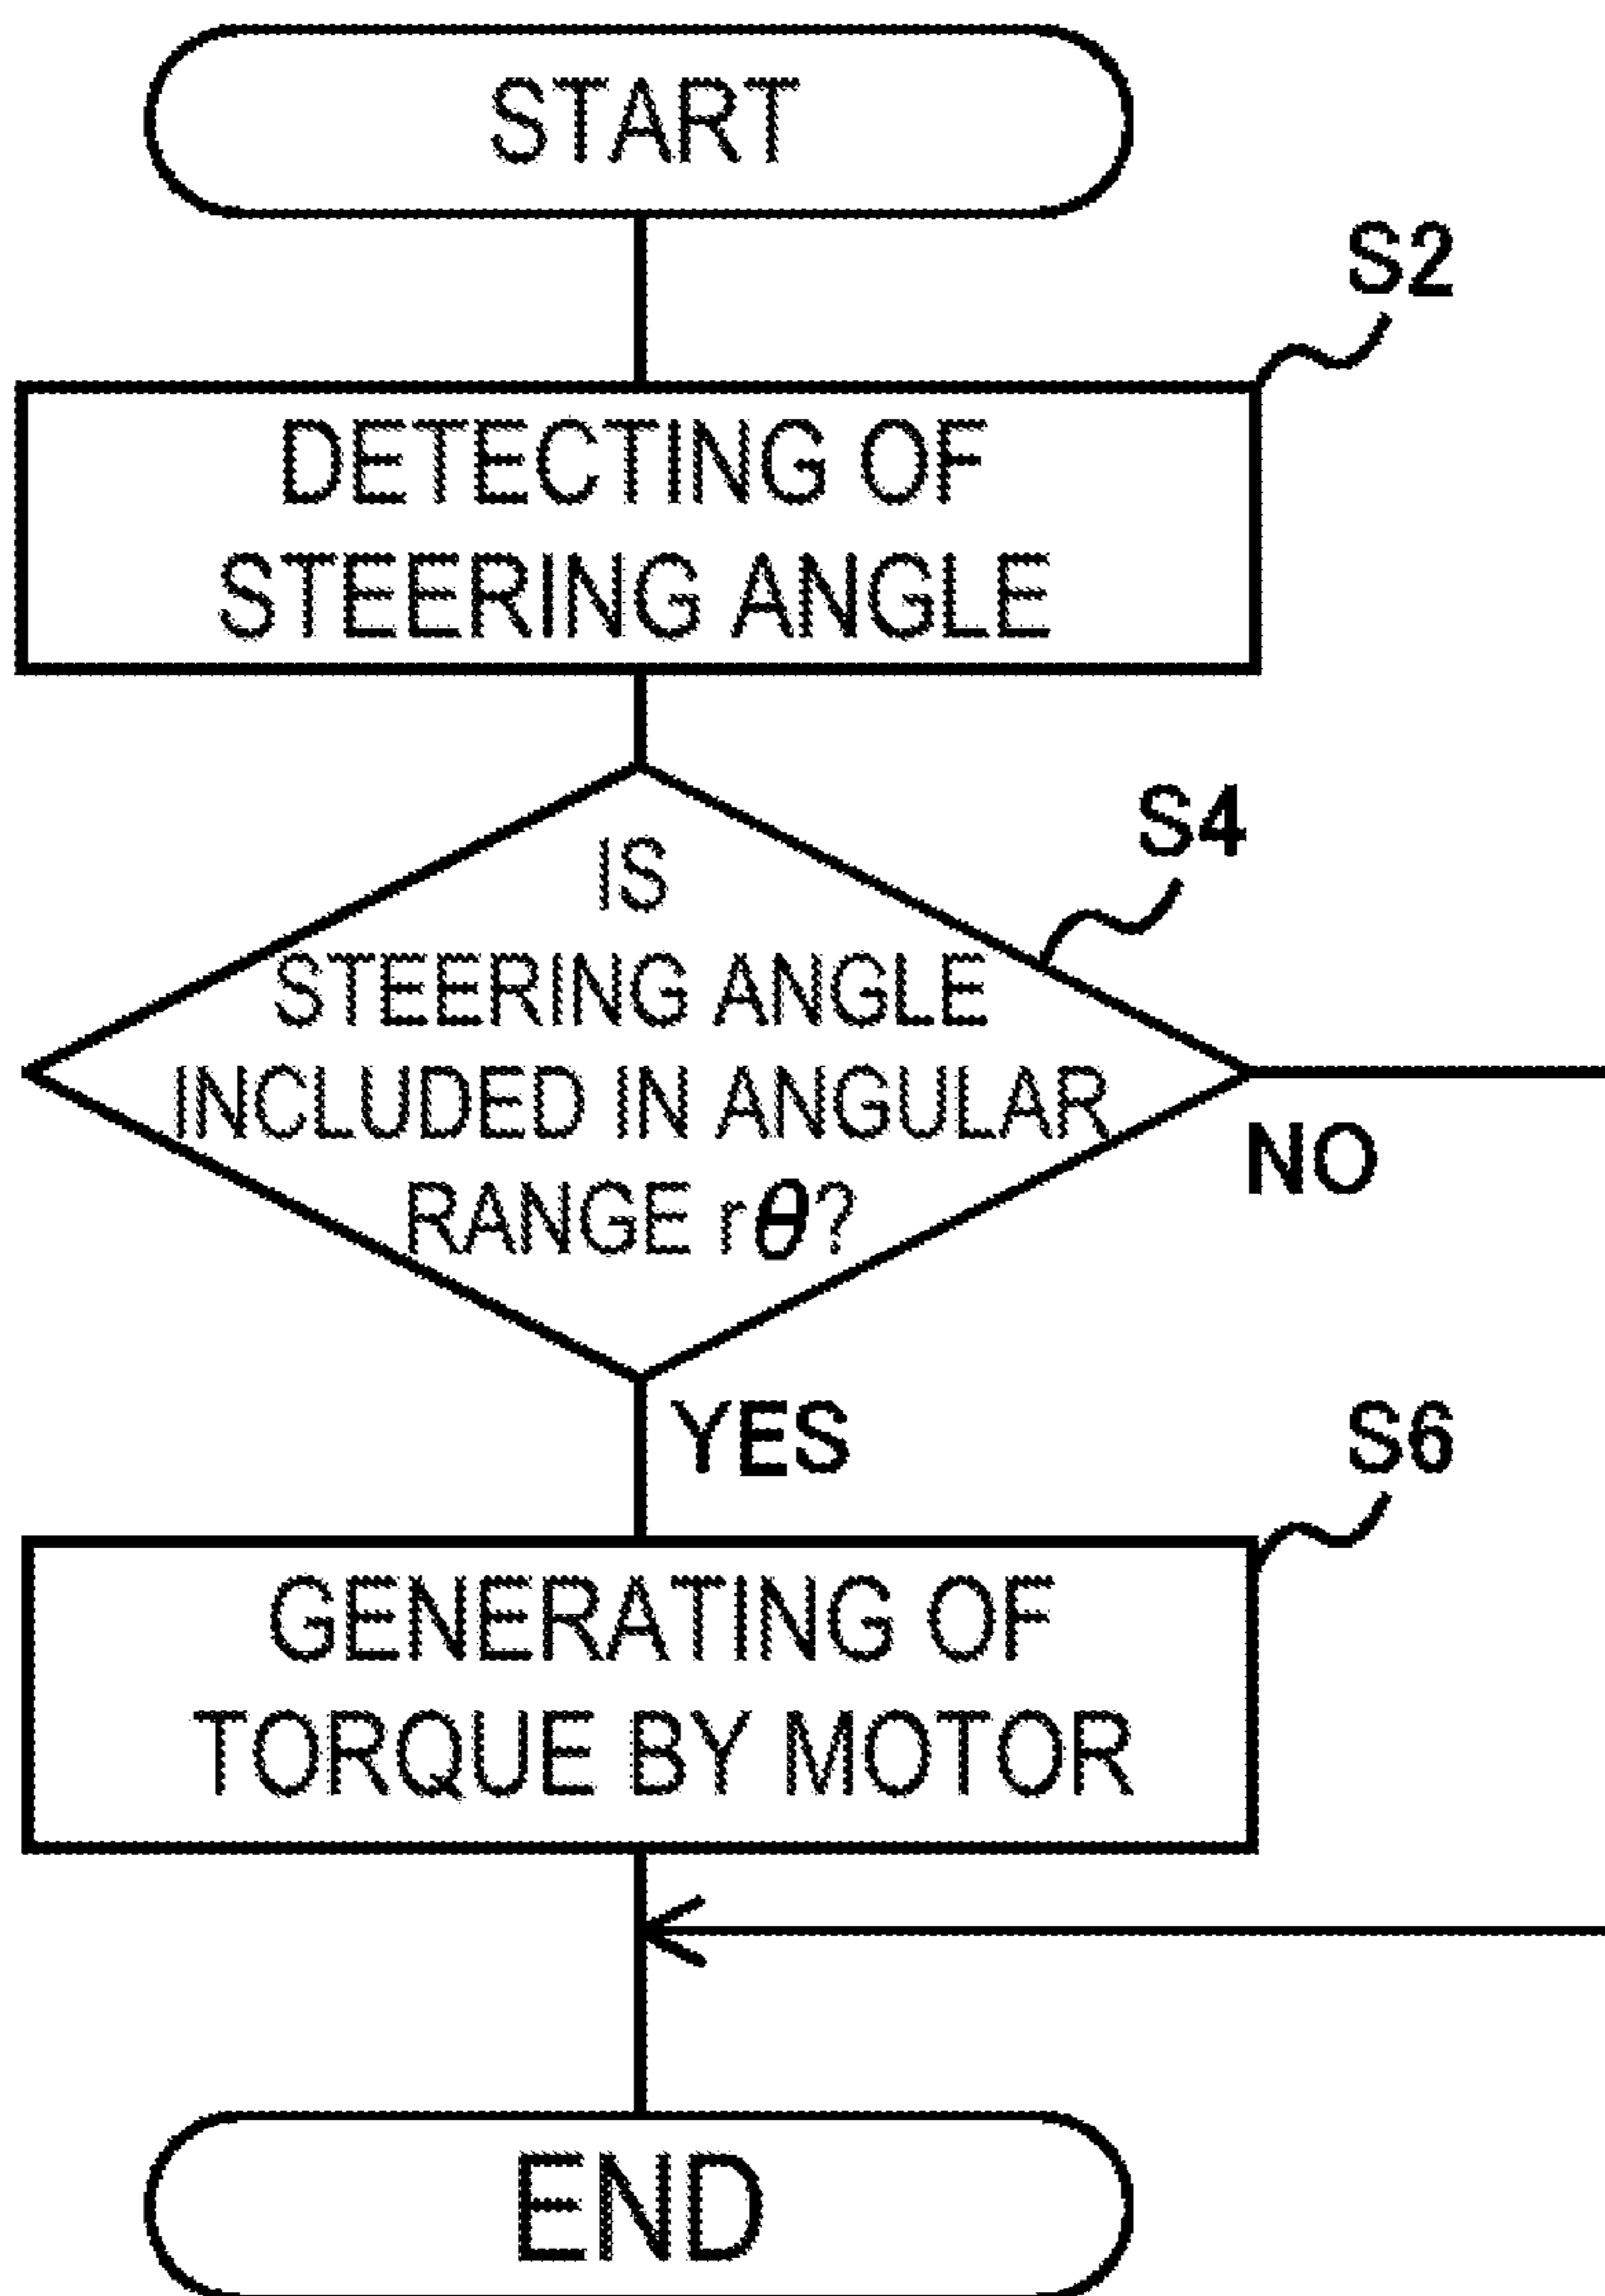 START
S2
DETECTING OF
STEERING ANGLE
S4
IS
STEERING ANGLE
INCLUDED IN ANGULAR
RANGE rθ?
NO
YES
S6
GENERATING OF
TORQUE BY MOTOR
END